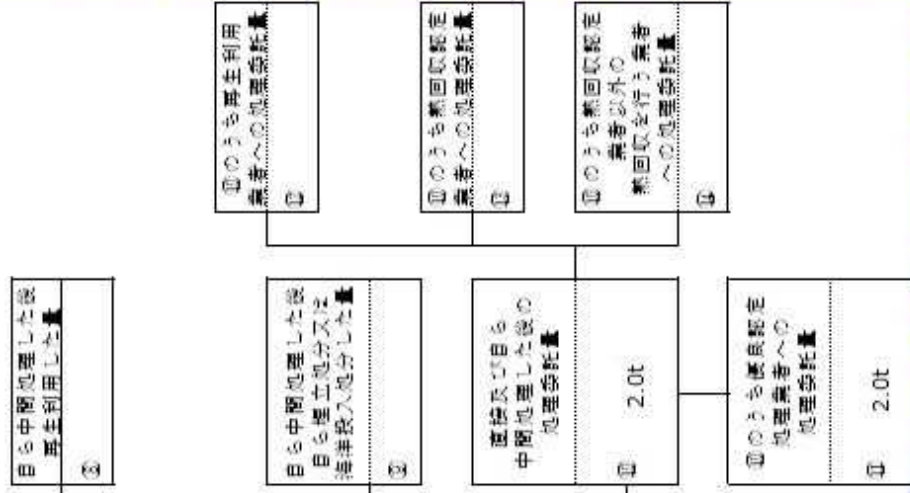 自ら中間処理した後
再生利用した量
⑧
自ら中間処理した後
自ら埋立処分又は
海洋投入処分した量
⑨
直接及び自ら
中間処理した後の
処理委託量
⑩
2.0t
⑩のうち優良認定
処理業者への
処理委託量
⑪
2.0t
⑩のうち再生利用
業者への処理委託量
⑫
⑩のうち熱回収認定
業者への処理委託量
⑬
⑩のうち熱回収認定
業者以外の
熱回収を行う業者
への処理委託量
⑭